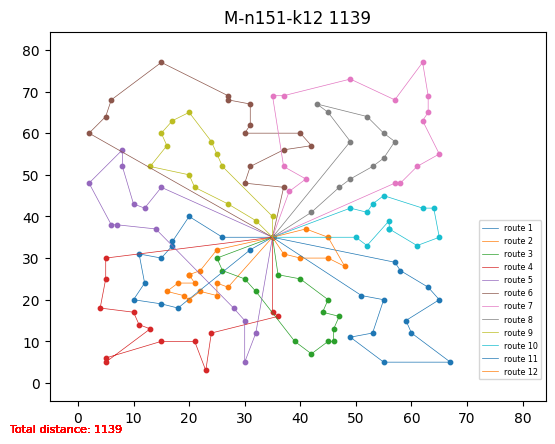 M-n151-k12 1139
80
70
60
50
40
30
20
10
0
0 10 20 30 40 50 60 70 80
route 1
route 2
route 3
route 4
route 5
route 6
route 7
route 8
route 9
route 10
route 11
route 12
Total distance: 1139